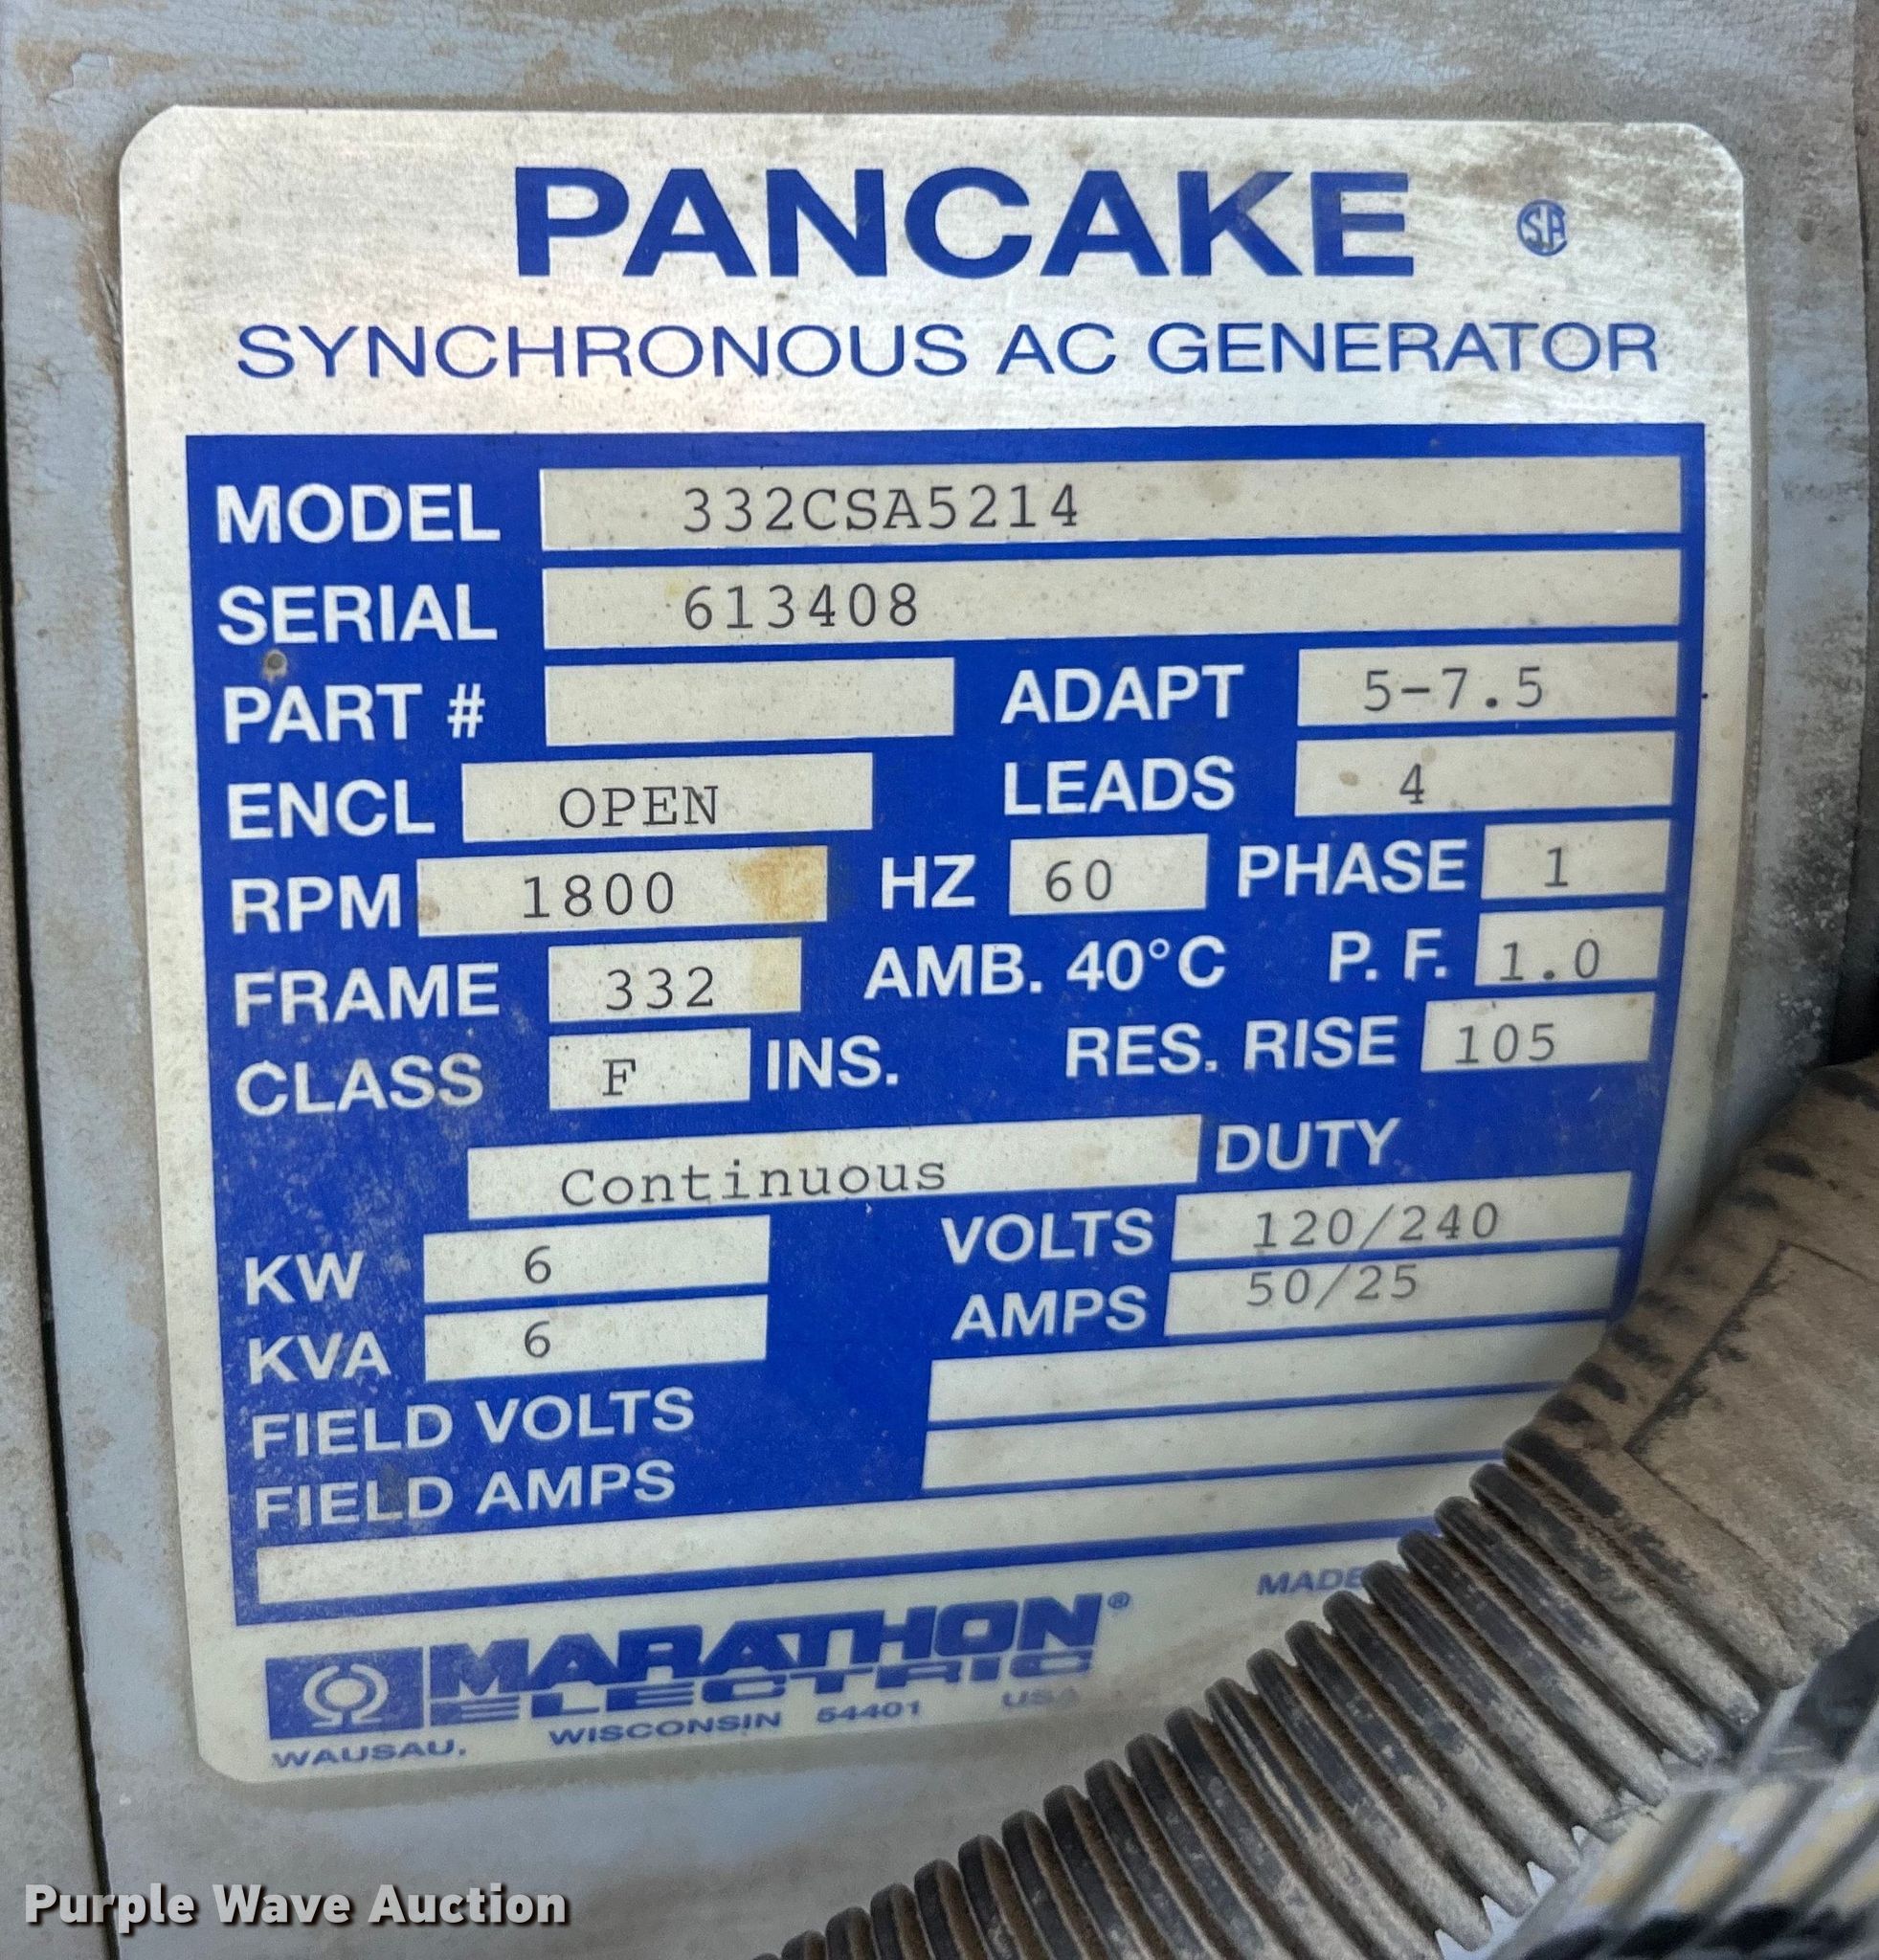 PANCAKE SA
SYNCHRONOUS AC GENERATOR
MODEL 332CSA5214
SERIAL 613408
PART # ADAPT 5-7.5
ENCL OPEN LEADS 4
RPM 1800 HZ 60 PHASE 1
FRAME 332 AMB. 40°C P. F. 1.0
CLASS F INS. RES. RISE 105
Continuous DUTY
KW 6 VOLTS 120/240
KVA 6 AMPS 50/25
FIELD VOLTS
FIELD AMPS
MARATHON® MADE
ELECTRIC
WAUSAU, WISCONSIN 54401 USA
Purple Wave Auction